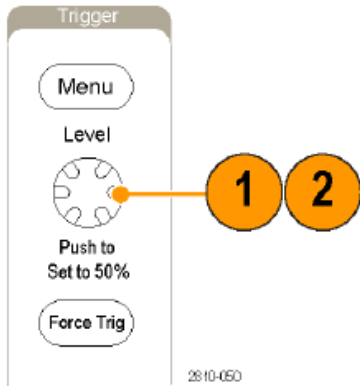 Trigger
Menu
Level
1 2
Push to
Set to 50%
Force Trig
2810-050